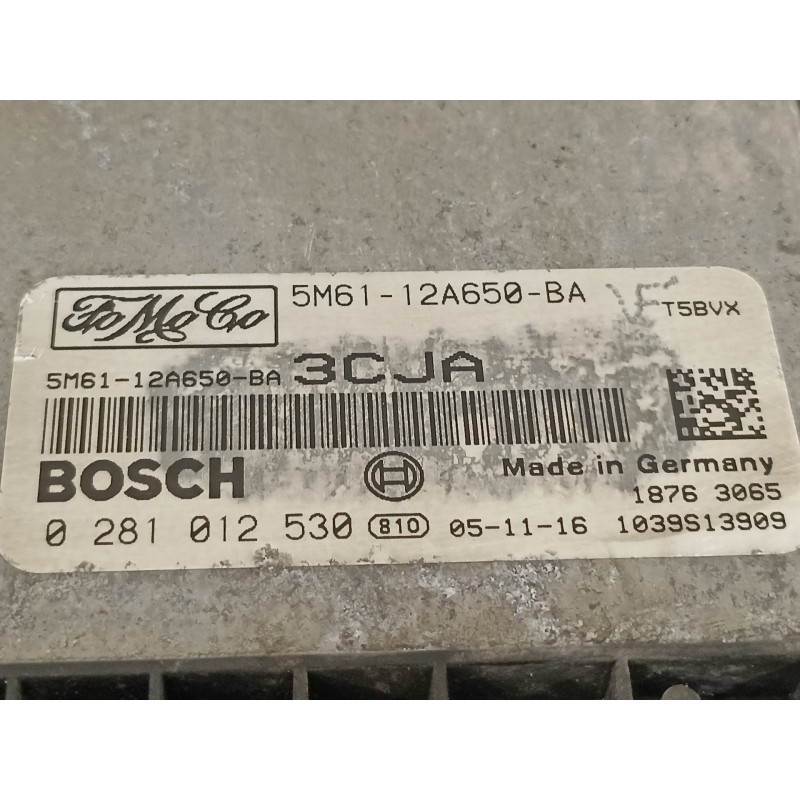 FoMoCo 5M61-12A650-BA T5BVX
5M61-12A650-BA 3CJA
BOSCH Made in Germany
1876 3065
0 281 012 530 810 05-11-16 1039S13909